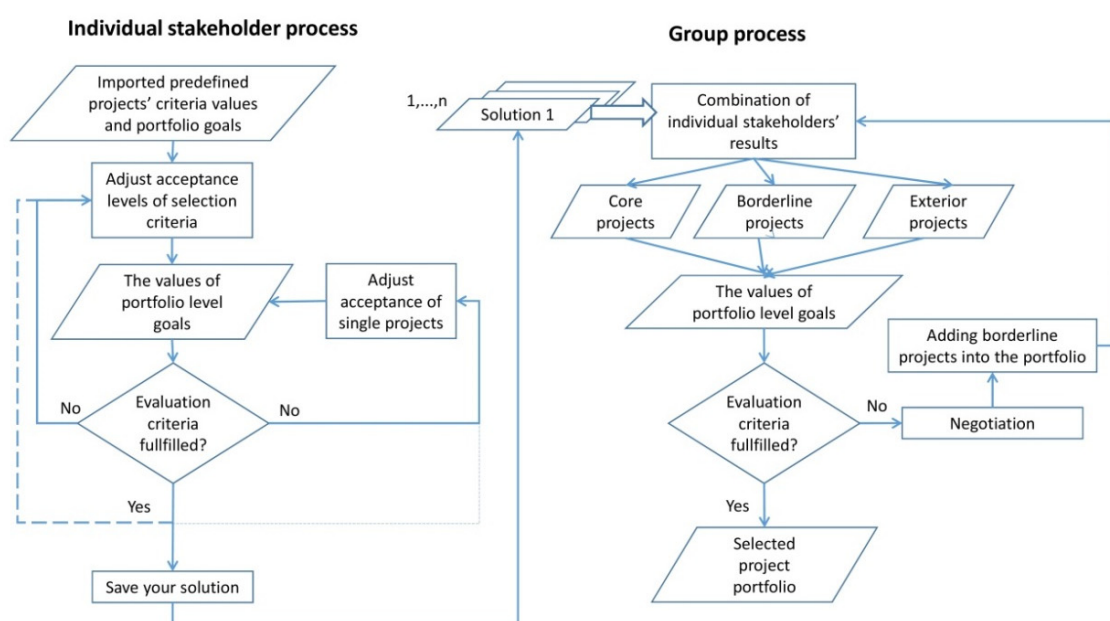 Individual stakeholder process
Imported predefined
projects' criteria values
and portfolio goals
Adjust acceptance
levels of selection
criteria
The values of
portfolio level
goals
Adjust
acceptance of
single projects
No
Evaluation
criteria
fullfilled?
No
Yes
Save your solution
Group process
1,...,n
Solution 1
Combination of
individual stakeholders'
results
Core
projects
Borderline
projects
Exterior
projects
The values of
portfolio level goals
Adding borderline
projects into the portfolio
Evaluation
criteria
fullfilled?
No
Negotiation
Yes
Selected
project
portfolio